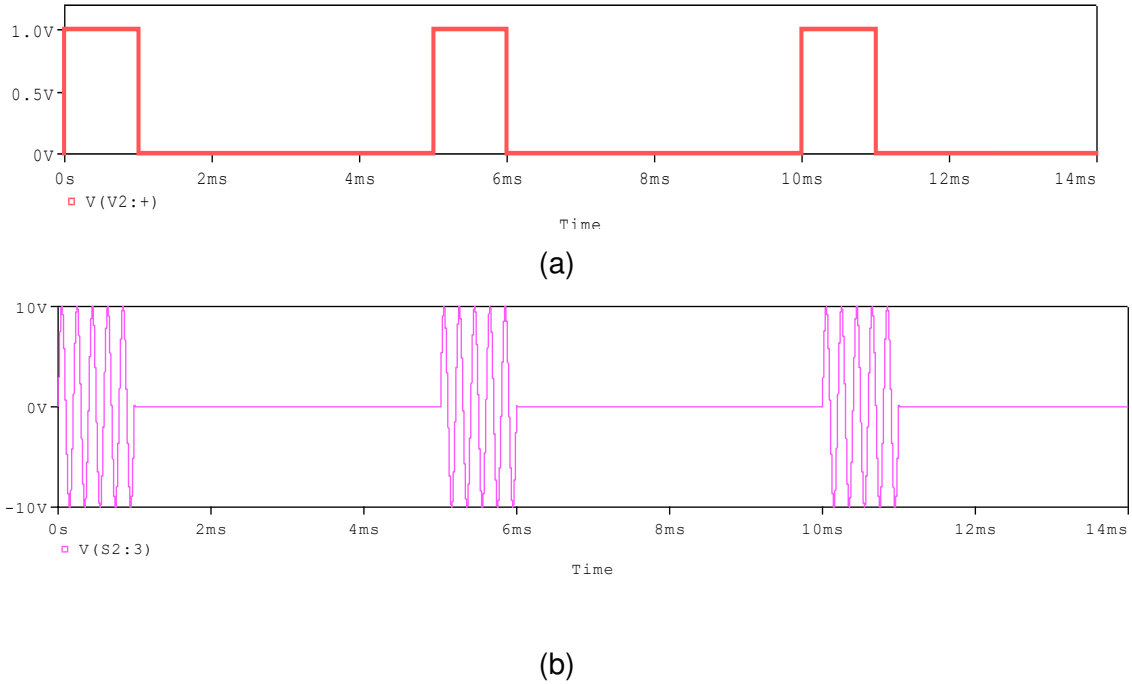 1.0V
0.5V
0V
0s 2ms 4ms 6ms 8ms 10ms 12ms 14ms
V(V2:+)
Time
(a)
10V
0V
-10V
0s 2ms 4ms 6ms 8ms 10ms 12ms 14ms
V(S2:3)
Time
(b)